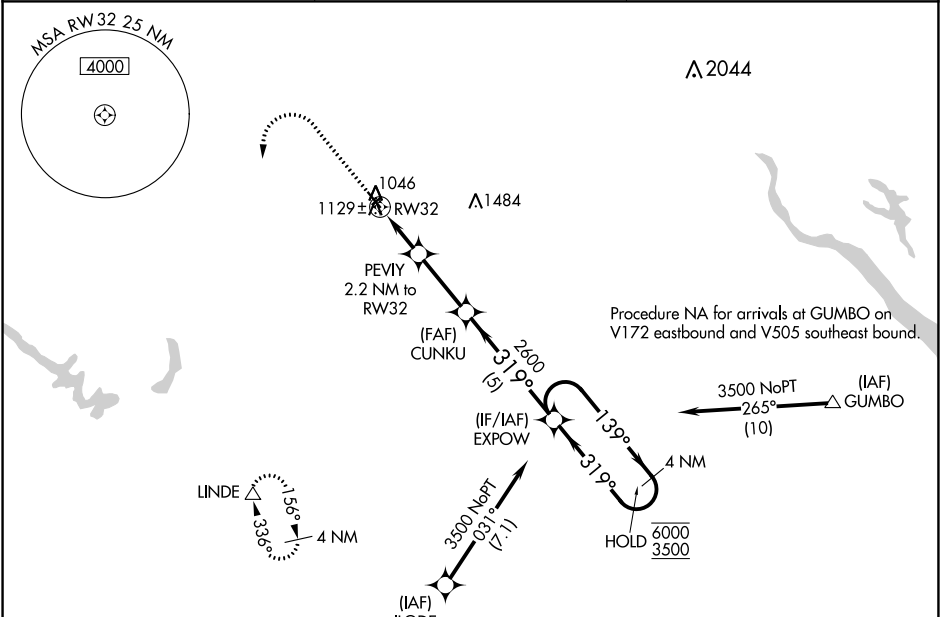 MSA RW32 25 NM
4000
2044
1046
1129± RW32
1484
PEVIY
2.2 NM to
RW32
(FAF)
CUNKU
Procedure NA for arrivals at GUMBO on
V172 eastbound and V505 southeast bound.
2600
319°
(5)
3500 NoPT
265°
(10)
(IAF)
GUMBO
(IF/IAF)
EXPOW
139°
319°
4 NM
HOLD
6000
3500
LINDE
156°
336°
4 NM
3500 NoPT
031°
(7.1)
(IAF)